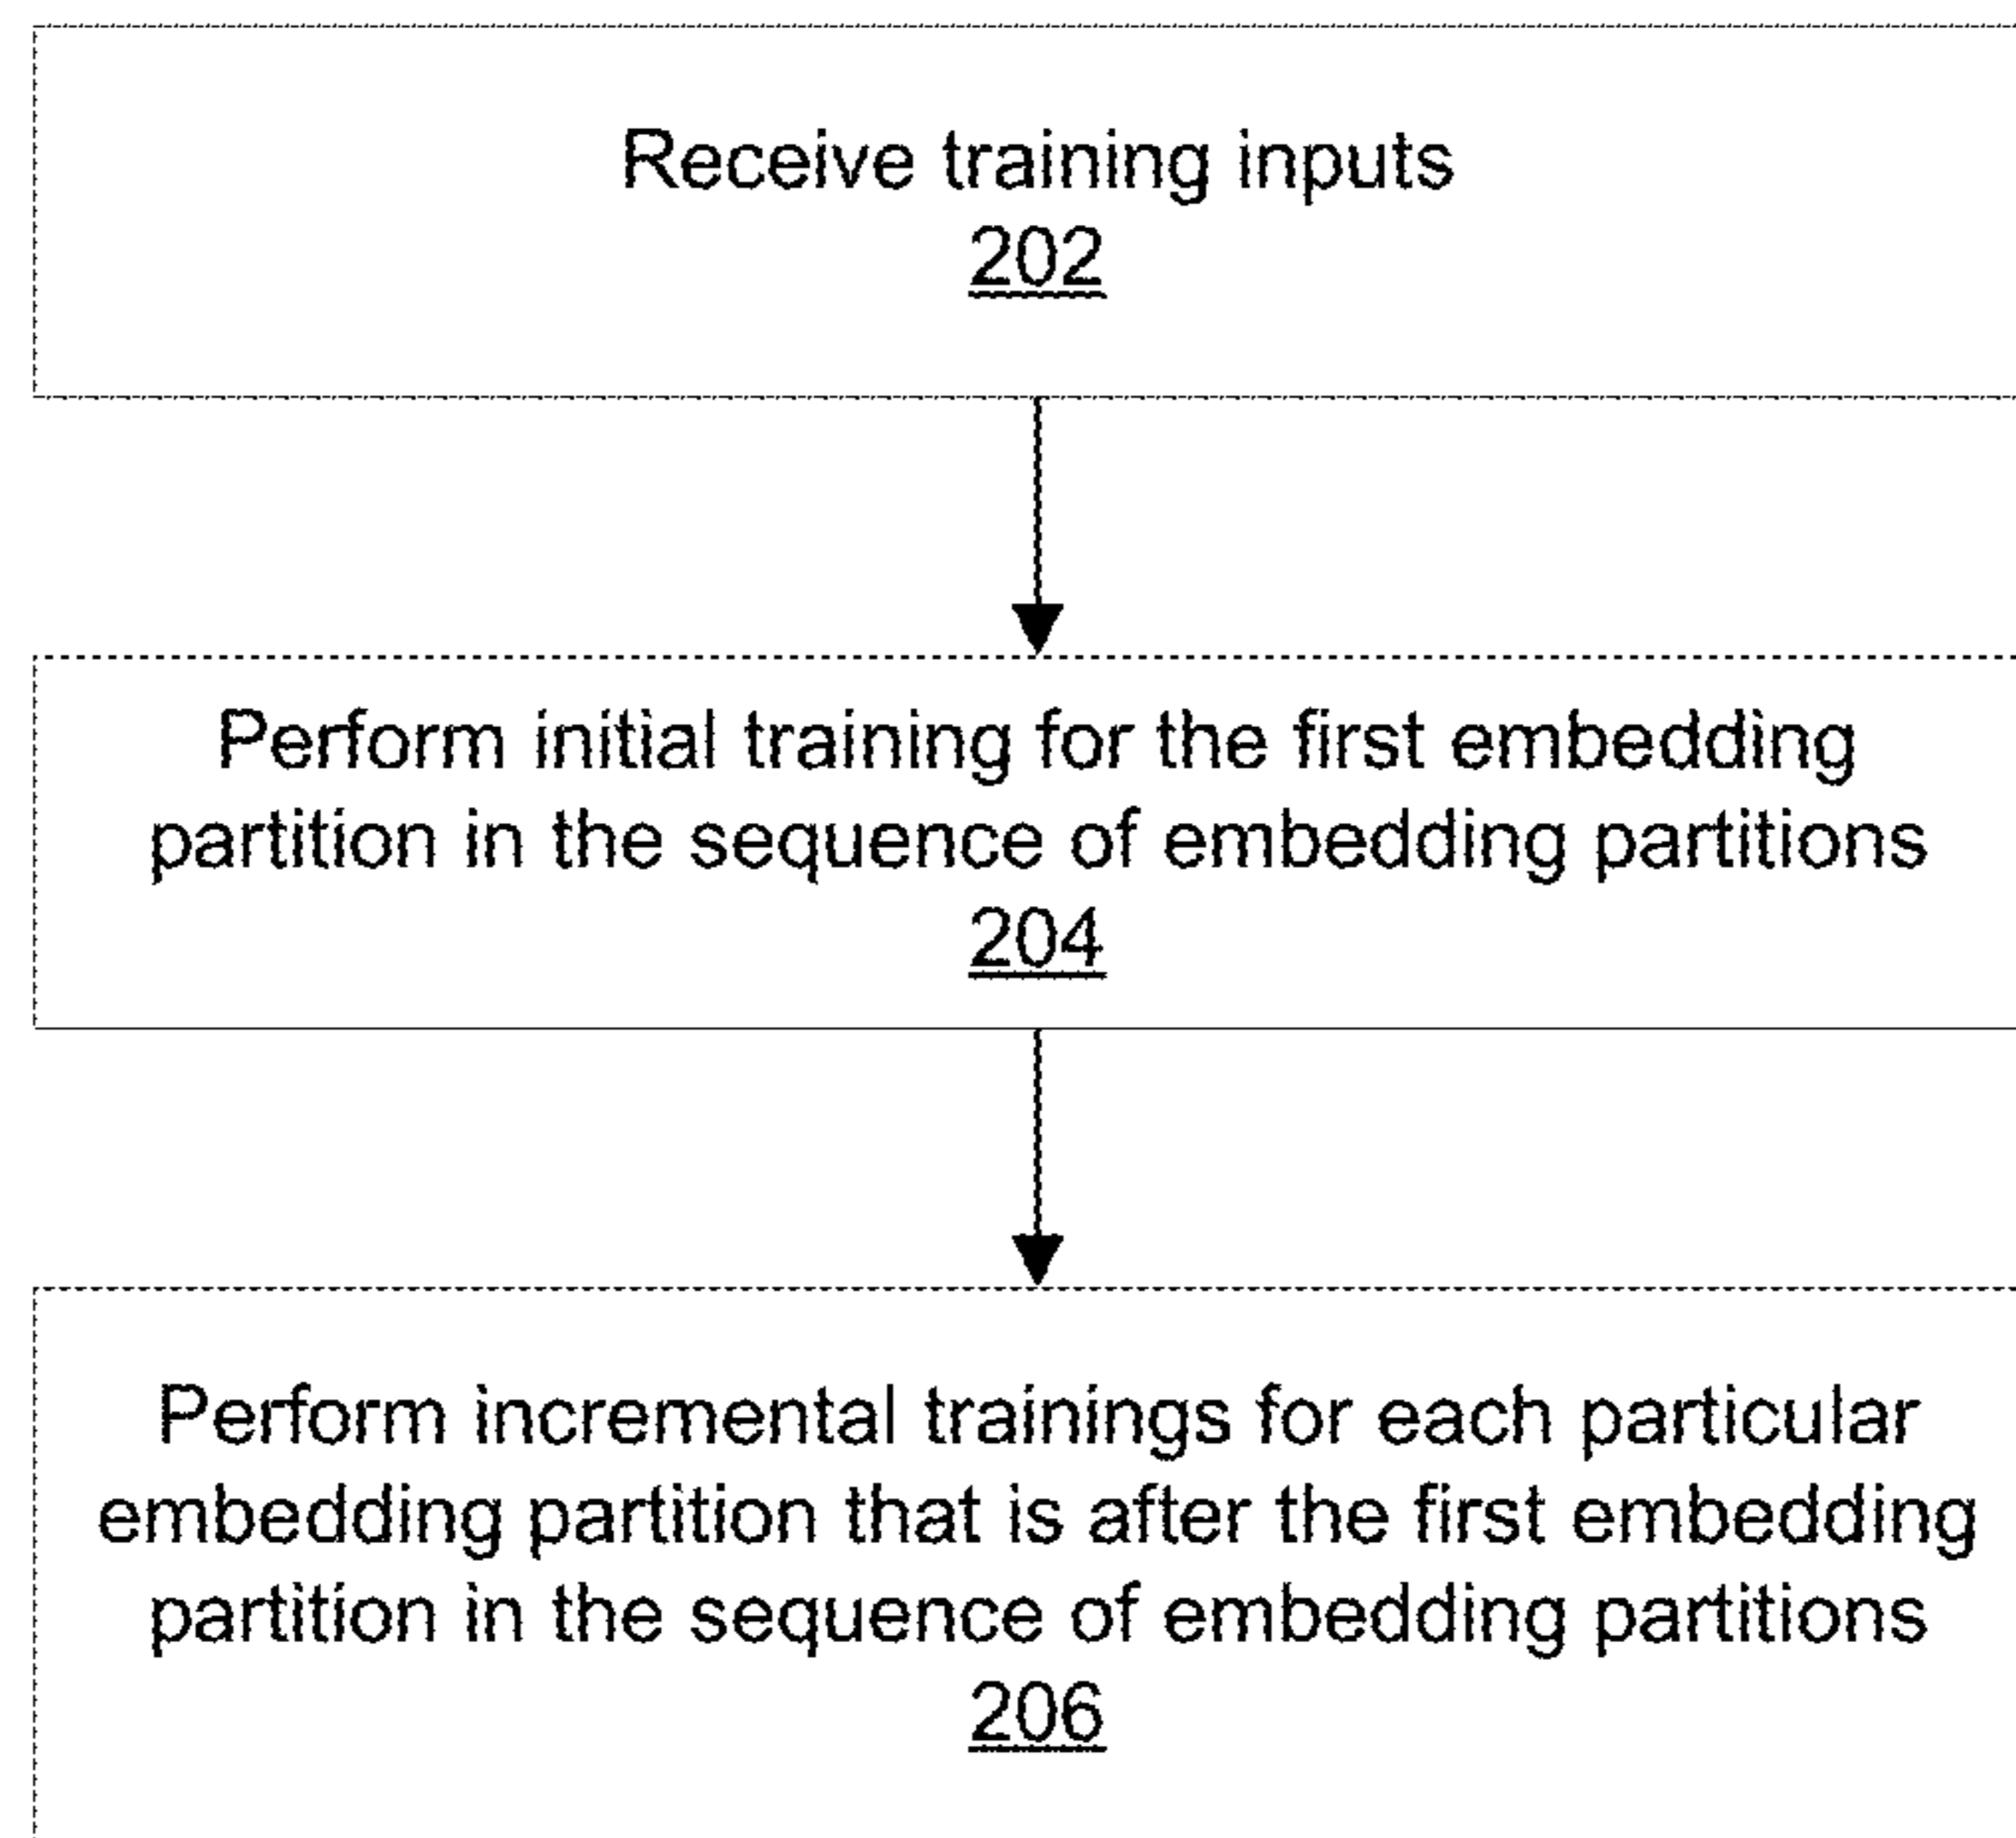 Receive training inputs
202
Perform initial training for the first embedding
partition in the sequence of embedding partitions
204
Perform incremental trainings for each particular
embedding partition that is after the first embedding
partition in the sequence of embedding partitions
206